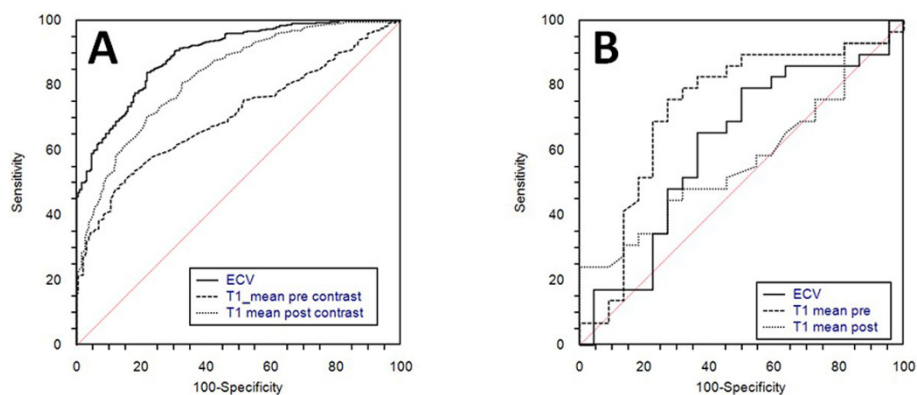 A
100
80
60
40
20
0
Sensitivity
0 20 40 60 80 100
100-Specificity
ECV
T1_mean pre contrast
T1 mean post contrast
B
100
80
60
40
20
0
Sensitivity
0 20 40 60 80 100
100-Specificity
ECV
T1 mean pre
T1 mean post